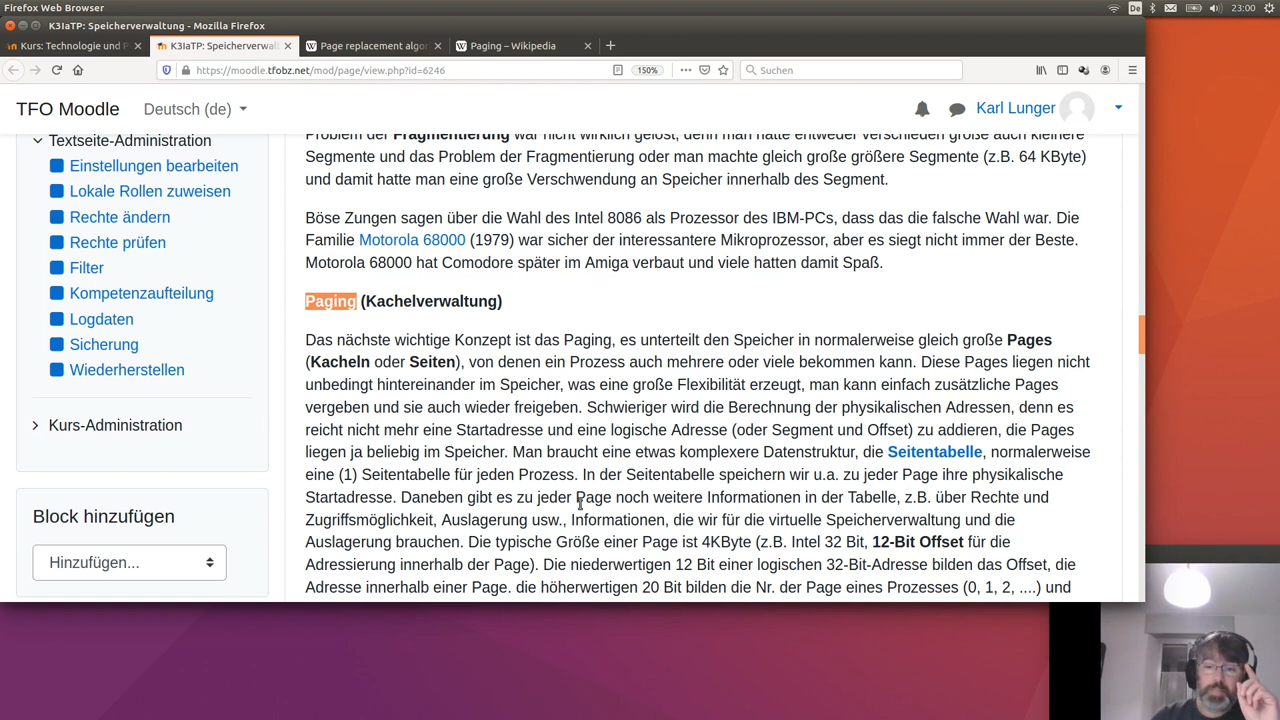 Firefox Web Browser
De
23:00
K3IaTP: Speicherverwaltung - Mozilla Firefox
Kurs: Technologie und P
K3IaTP: Speicherverwal
Page replacement algor
Paging – Wikipedia
https://moodle.tfobz.net/mod/page/view.php?id=6246
150%
Suchen
TFO Moodle
Deutsch (de)
Karl Lunger
Textseite-Administration
Einstellungen bearbeiten
Lokale Rollen zuweisen
Rechte ändern
Rechte prüfen
Filter
Kompetenzaufteilung
Logdaten
Sicherung
Wiederherstellen
Kurs-Administration
Block hinzufügen
Hinzufügen...
Problem der Fragmentierung war nicht wirklich gelöst, denn man hatte entweder verschieden große auch kleinere
Segmente und das Problem der Fragmentierung oder man machte gleich große größere Segmente (z.B. 64 KByte)
und damit hatte man eine große Verschwendung an Speicher innerhalb des Segment.
Böse Zungen sagen über die Wahl des Intel 8086 als Prozessor des IBM-PCs, dass das die falsche Wahl war. Die
Familie Motorola 68000 (1979) war sicher der interessantere Mikroprozessor, aber es siegt nicht immer der Beste.
Motorola 68000 hat Comodore später im Amiga verbaut und viele hatten damit Spaß.
Paging (Kachelverwaltung)
Das nächste wichtige Konzept ist das Paging, es unterteilt den Speicher in normalerweise gleich große Pages
(Kacheln oder Seiten), von denen ein Prozess auch mehrere oder viele bekommen kann. Diese Pages liegen nicht
unbedingt hintereinander im Speicher, was eine große Flexibilität erzeugt, man kann einfach zusätzliche Pages
vergeben und sie auch wieder freigeben. Schwieriger wird die Berechnung der physikalischen Adressen, denn es
reicht nicht mehr eine Startadresse und eine logische Adresse (oder Segment und Offset) zu addieren, die Pages
liegen ja beliebig im Speicher. Man braucht eine etwas komplexere Datenstruktur, die Seitentabelle, normalerweise
eine (1) Seitentabelle für jeden Prozess. In der Seitentabelle speichern wir u.a. zu jeder Page ihre physikalische
Startadresse. Daneben gibt es zu jeder Page noch weitere Informationen in der Tabelle, z.B. über Rechte und
Zugriffsmöglichkeit, Auslagerung usw., Informationen, die wir für die virtuelle Speicherverwaltung und die
Auslagerung brauchen. Die typische Größe einer Page ist 4KByte (z.B. Intel 32 Bit, 12-Bit Offset für die
Adressierung innerhalb der Page). Die niederwertigen 12 Bit einer logischen 32-Bit-Adresse bilden das Offset, die
Adresse innerhalb einer Page. die höherwertigen 20 Bit bilden die Nr. der Page eines Prozesses (0, 1, 2, ....) und